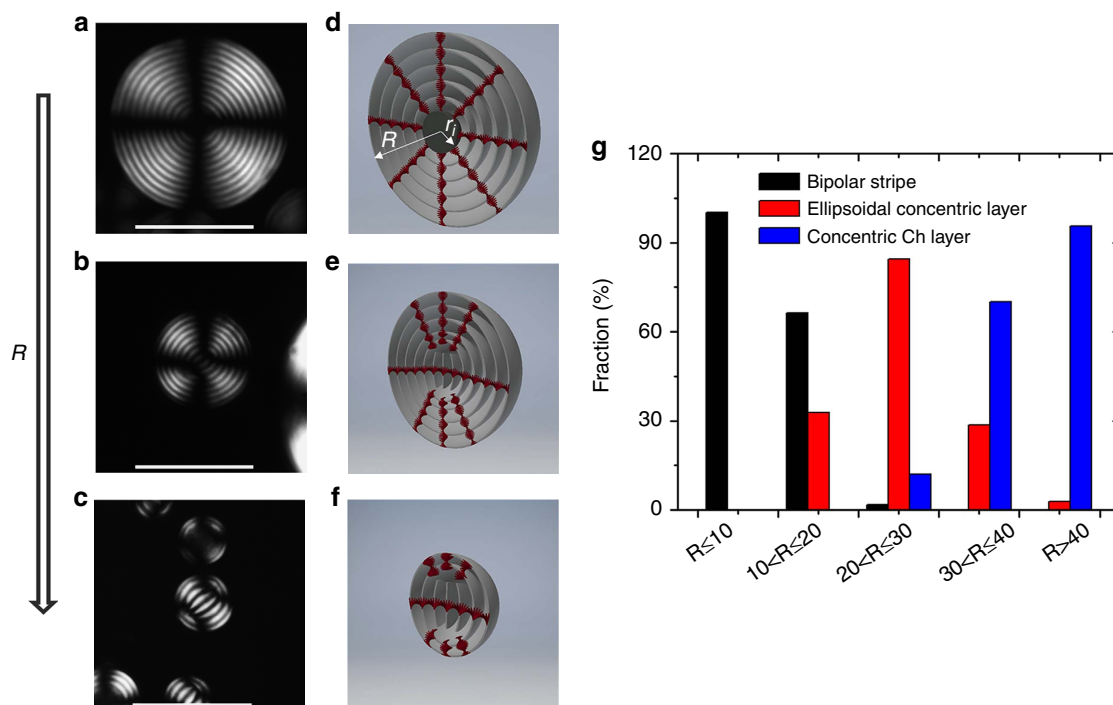 a
d
R
r_i
b
e
R
c
f
g
120
90
60
30
0
Fraction (%)
Bipolar stripe
Ellipsoidal concentric layer
Concentric Ch layer
R≤10
10<R≤20
20<R≤30
30<R≤40
R>40